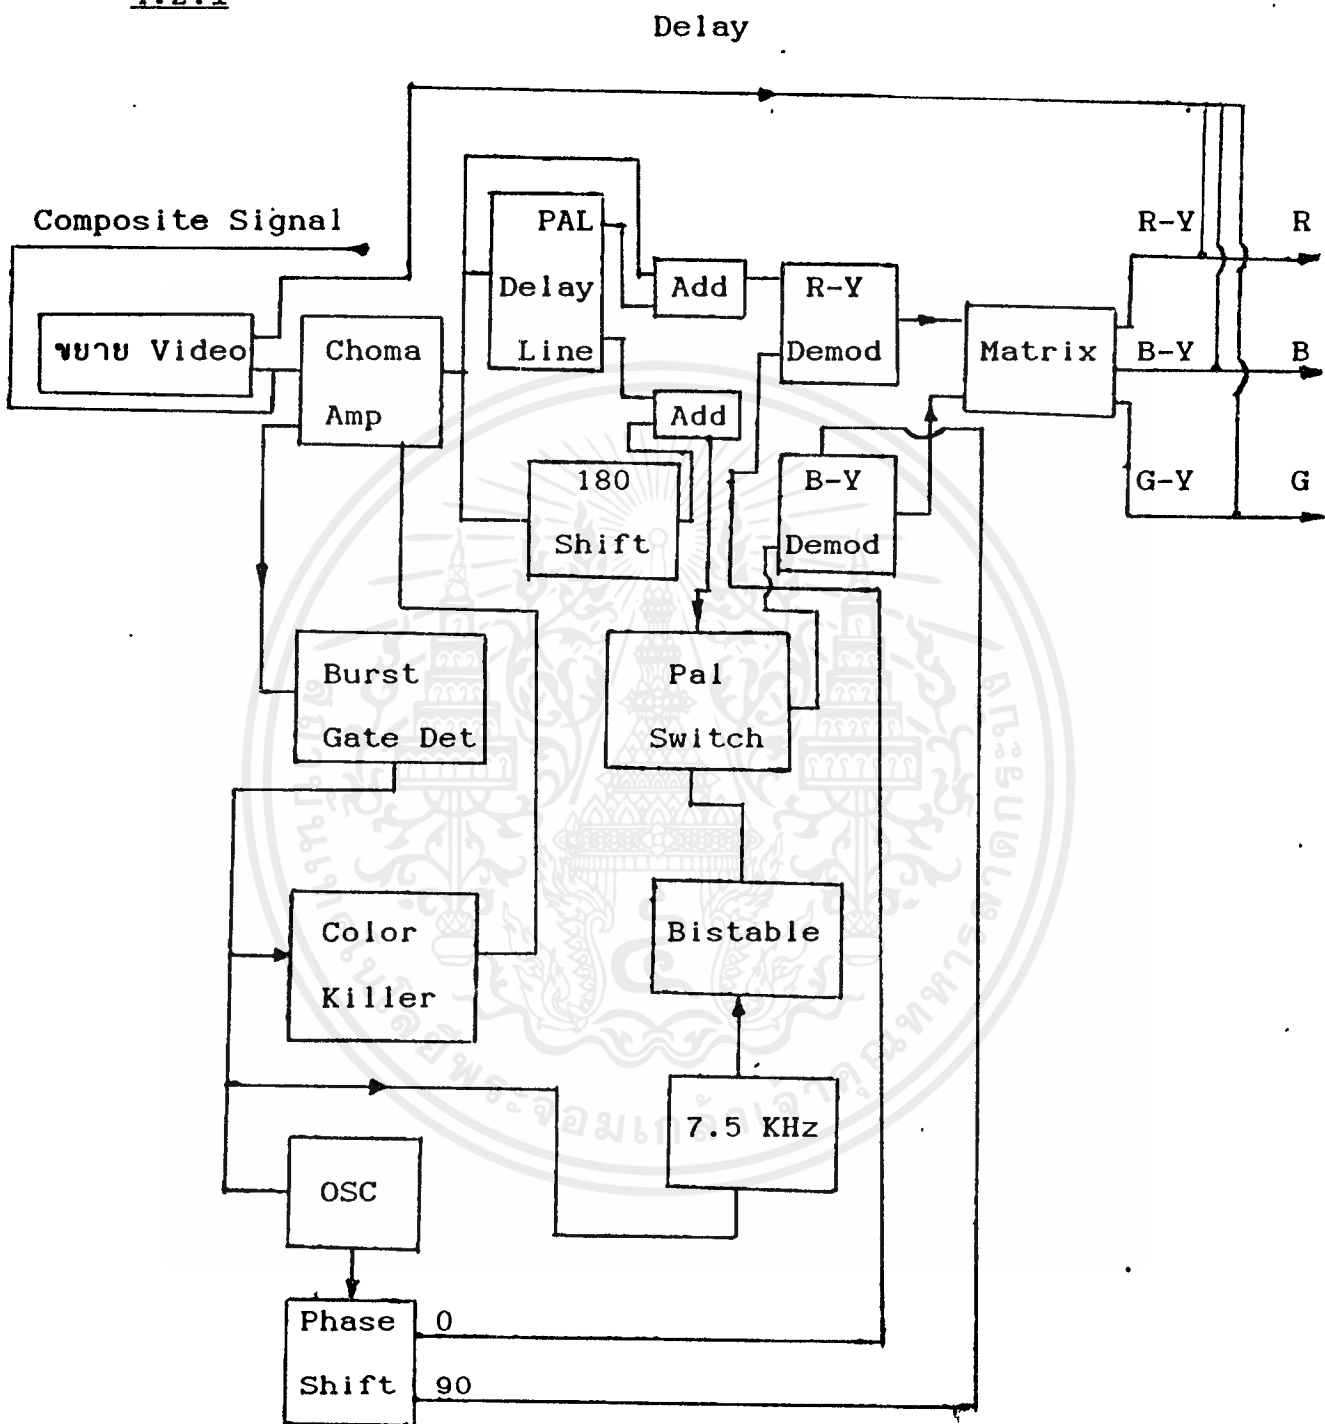 Delay
Composite Signal
R-Y
R
PAL
Delay
Line
Add
R-Y
Demod
ขยาย Video
Choma
Amp
Matrix
B-Y
B
Add
180
Shift
B-Y
Demod
G-Y
G
Burst
Gate Det
Pal
Switch
Color
Killer
Bistable
7.5 KHz
OSC
Phase
Shift
0
90